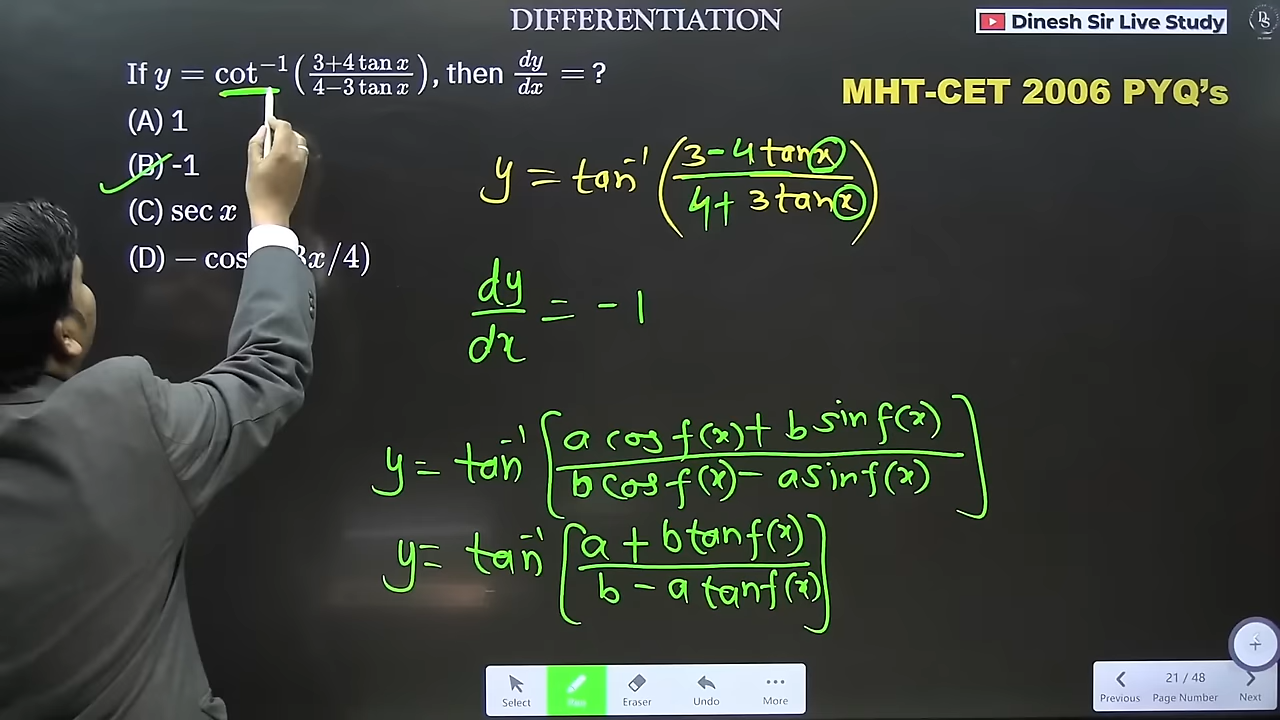 DIFFERENTIATION
Dinesh Sir Live Study
DS
If y = cot⁻¹((3+4 tan x)/(4−3 tan x)), then dy/dx = ?
MHT-CET 2006 PYQ's
(A) 1
(B) -1
(C) sec x
(D) − cos 3x/4)
y = tan⁻¹((3 - 4 tan x)/(4 + 3 tan x))
dy/dx = - 1
y = tan⁻¹[(a cos f(x) + b sin f(x))/(b cos f(x) - a sin f(x))]
y = tan⁻¹[(a + b tan f(x))/(b - a tan f(x))]
Select
Pen
Eraser
Undo
More
Previous
21 / 48
Page Number
Next